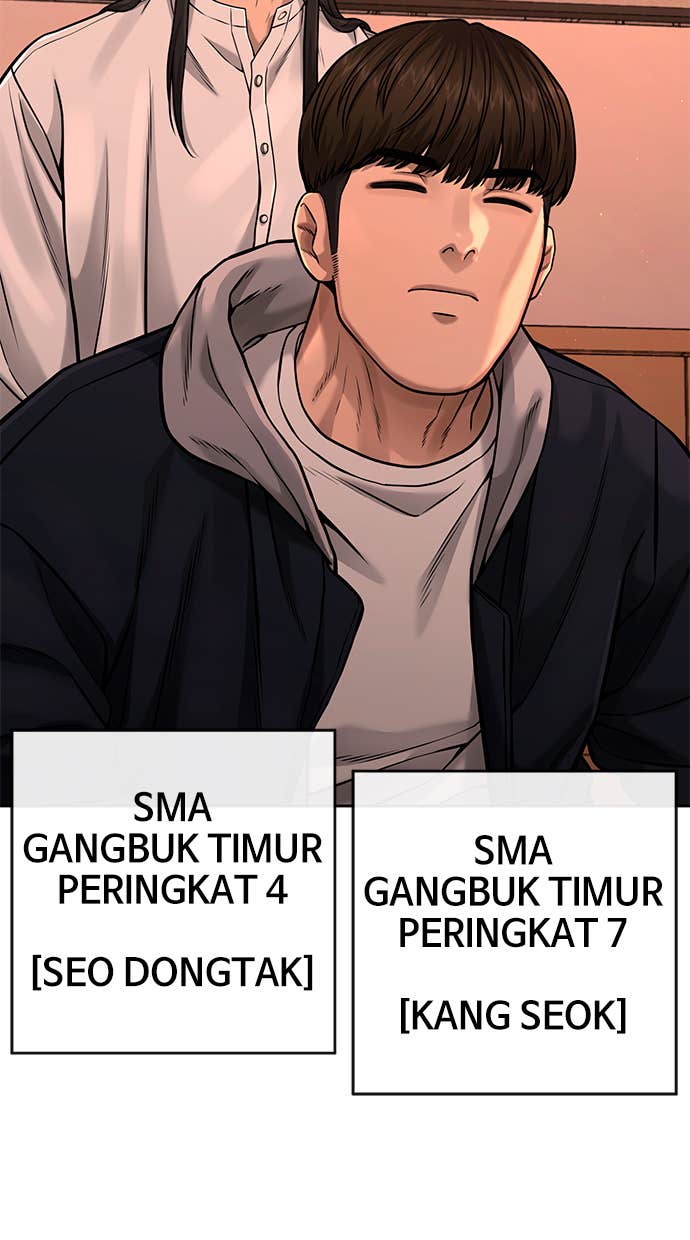 SMA
GANGBUK TIMUR
PERINGKAT 4
[SEO DONGTAK]
SMA
GANGBUK TIMUR
PERINGKAT 7
[KANG SEOK]